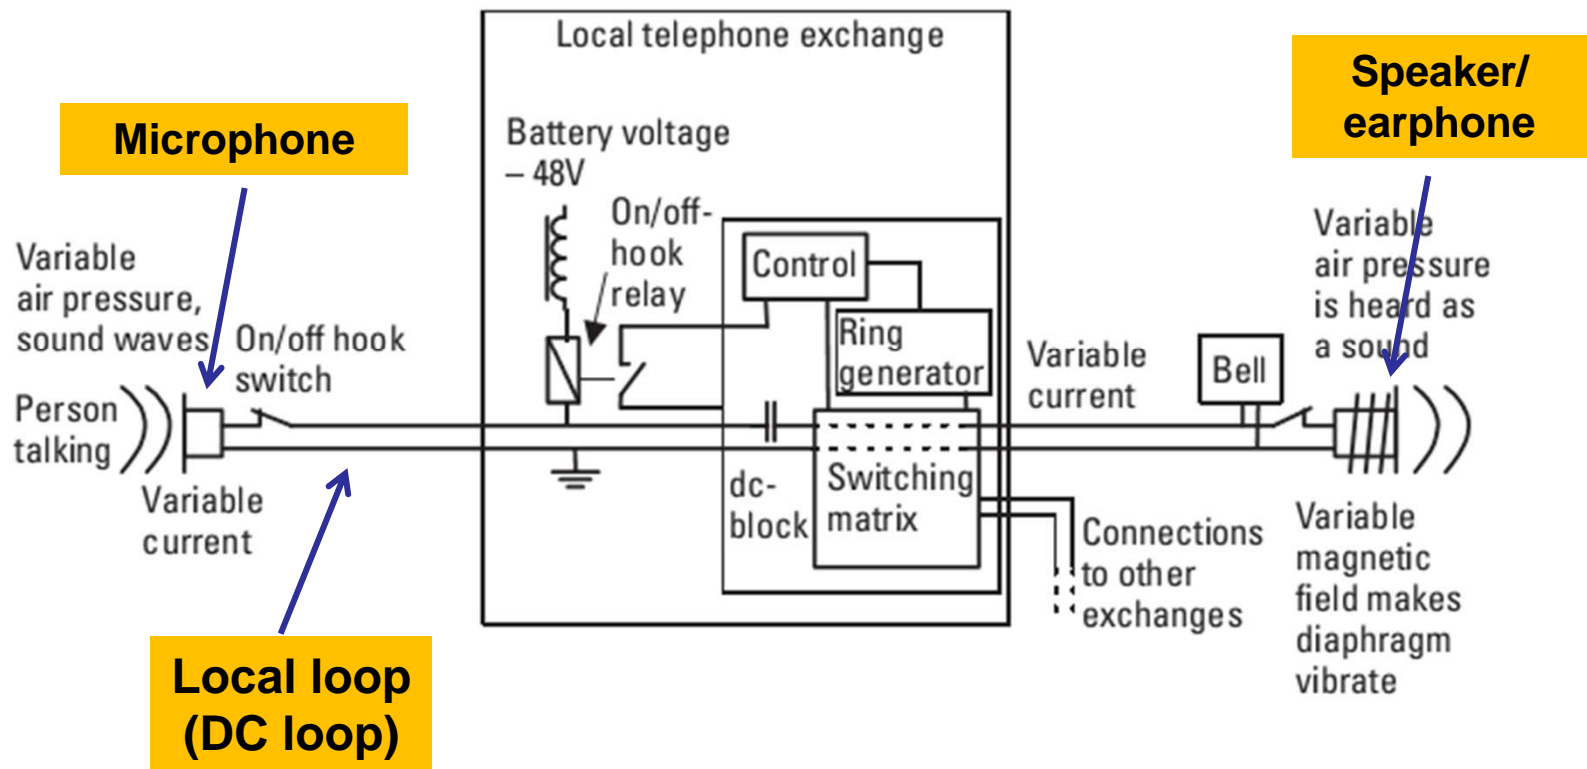 Local telephone exchange
Speaker/
earphone
Microphone
Battery voltage
– 48V
On/off-
hook
relay
Variable
air pressure,
sound waves
On/off hook
switch
Control
Ring
generator
Variable
air pressure
is heard as
a sound
Variable
current
Bell
Person
talking
Variable
current
dc-
block
Switching
matrix
Connections
to other
exchanges
Variable
magnetic
field makes
diaphragm
vibrate
Local loop
(DC loop)